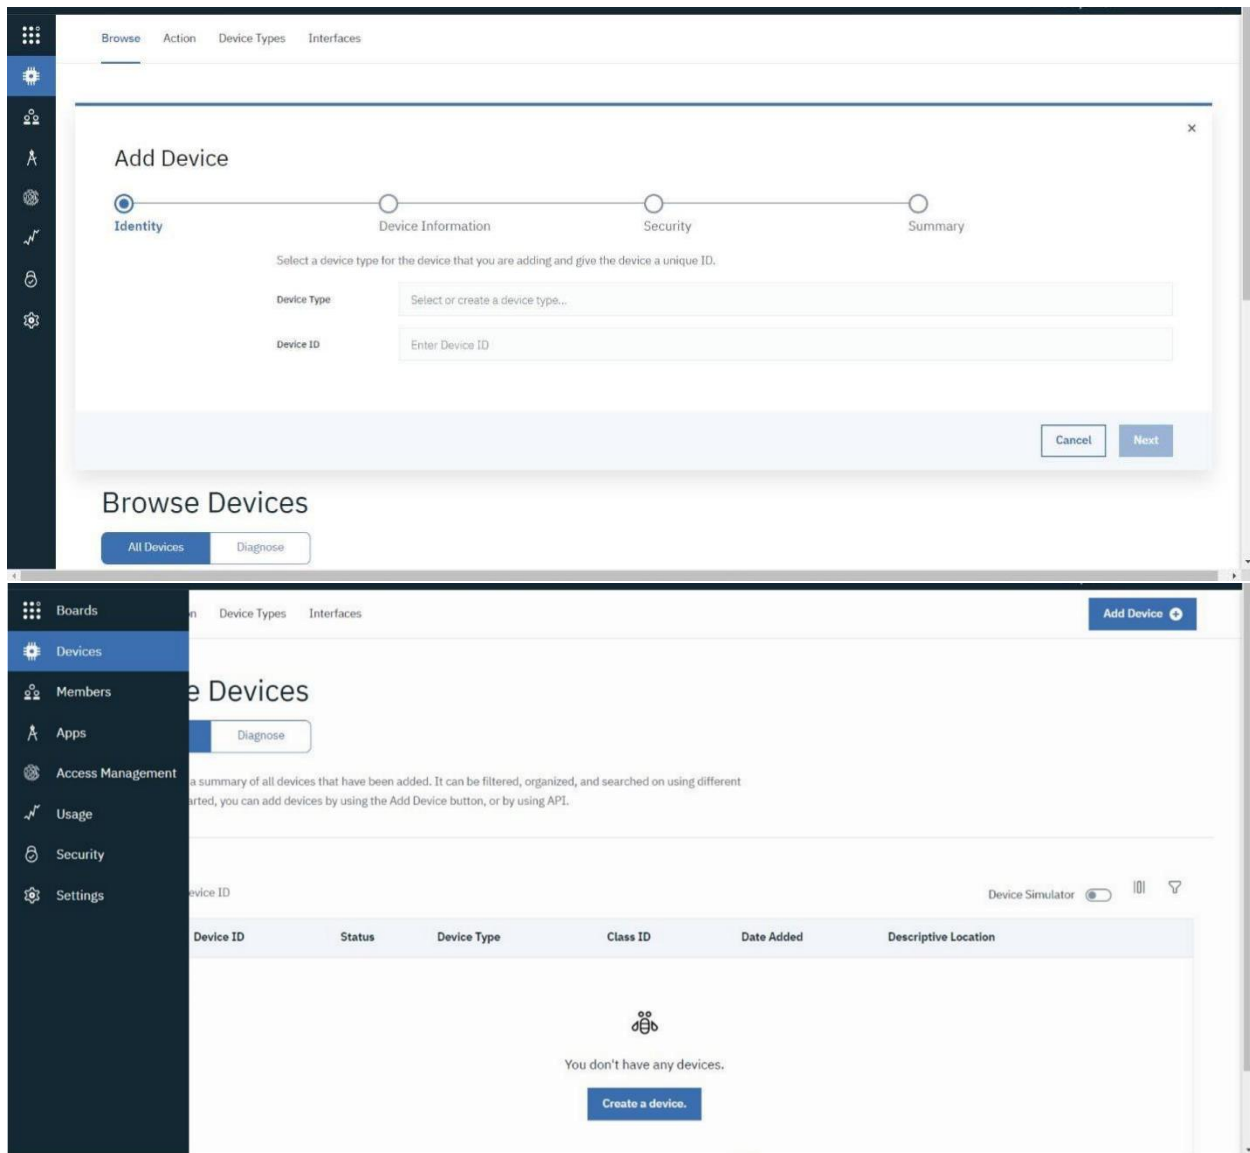 Browse Action Device Types Interfaces
Add Device
Identity Device Information Security Summary
Select a device type for the device that you are adding and give the device a unique ID.
Device Type Select or create a device type...
Device ID Enter Device ID
Cancel Next
Browse Devices
All Devices Diagnose
Boards n Device Types Interfaces Add Device
Devices
Members e Devices
Apps Diagnose
Access Management a summary of all devices that have been added. It can be filtered, organized, and searched on using different
Usage arted, you can add devices by using the Add Device button, or by using API.
Security
Settings evice ID Device Simulator
Device ID Status Device Type Class ID Date Added Descriptive Location
You don't have any devices.
Create a device.